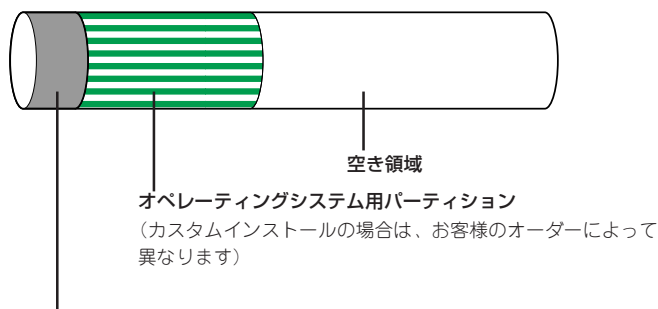 空き領域
オペレーティングシステム用パーティション
（カスタムインストールの場合は、お客様のオーダーによって
異なります）